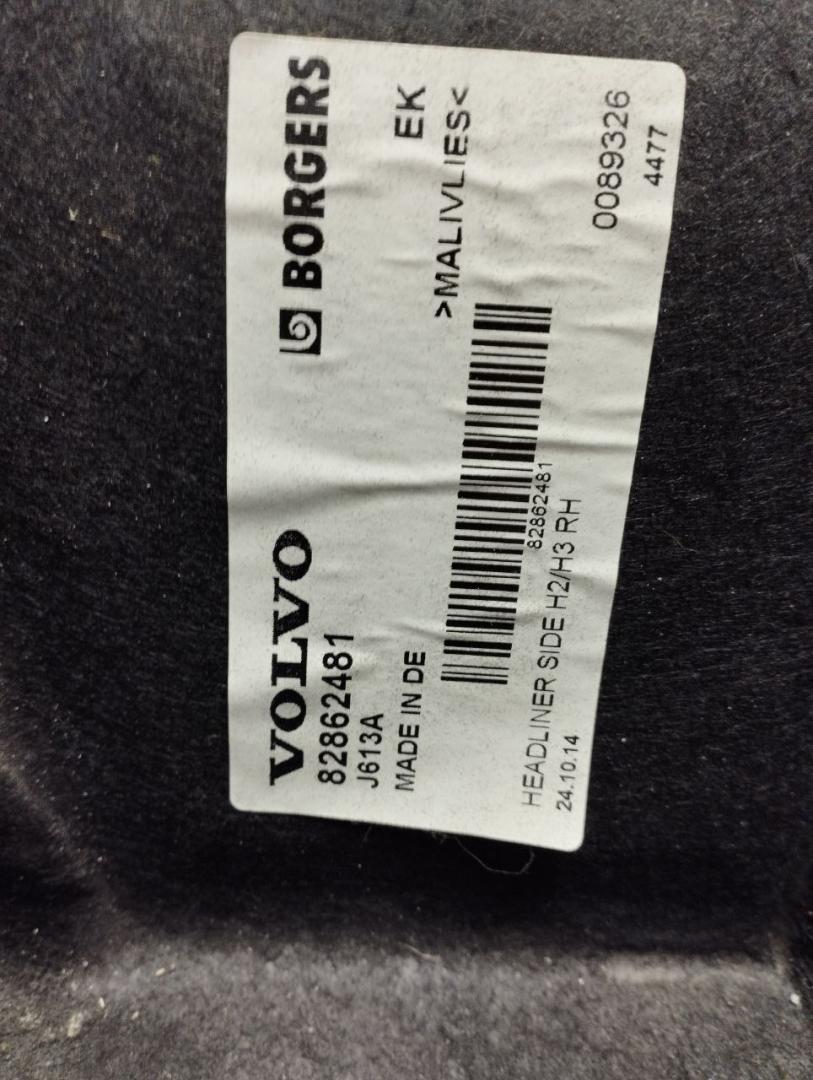 VOLVO BORGERS
82862481
J613A
MADE IN DE EK
>MALIVLIES<
82862481
HEADLINER SIDE H2/H3 RH 0089326
24.10.14 4477